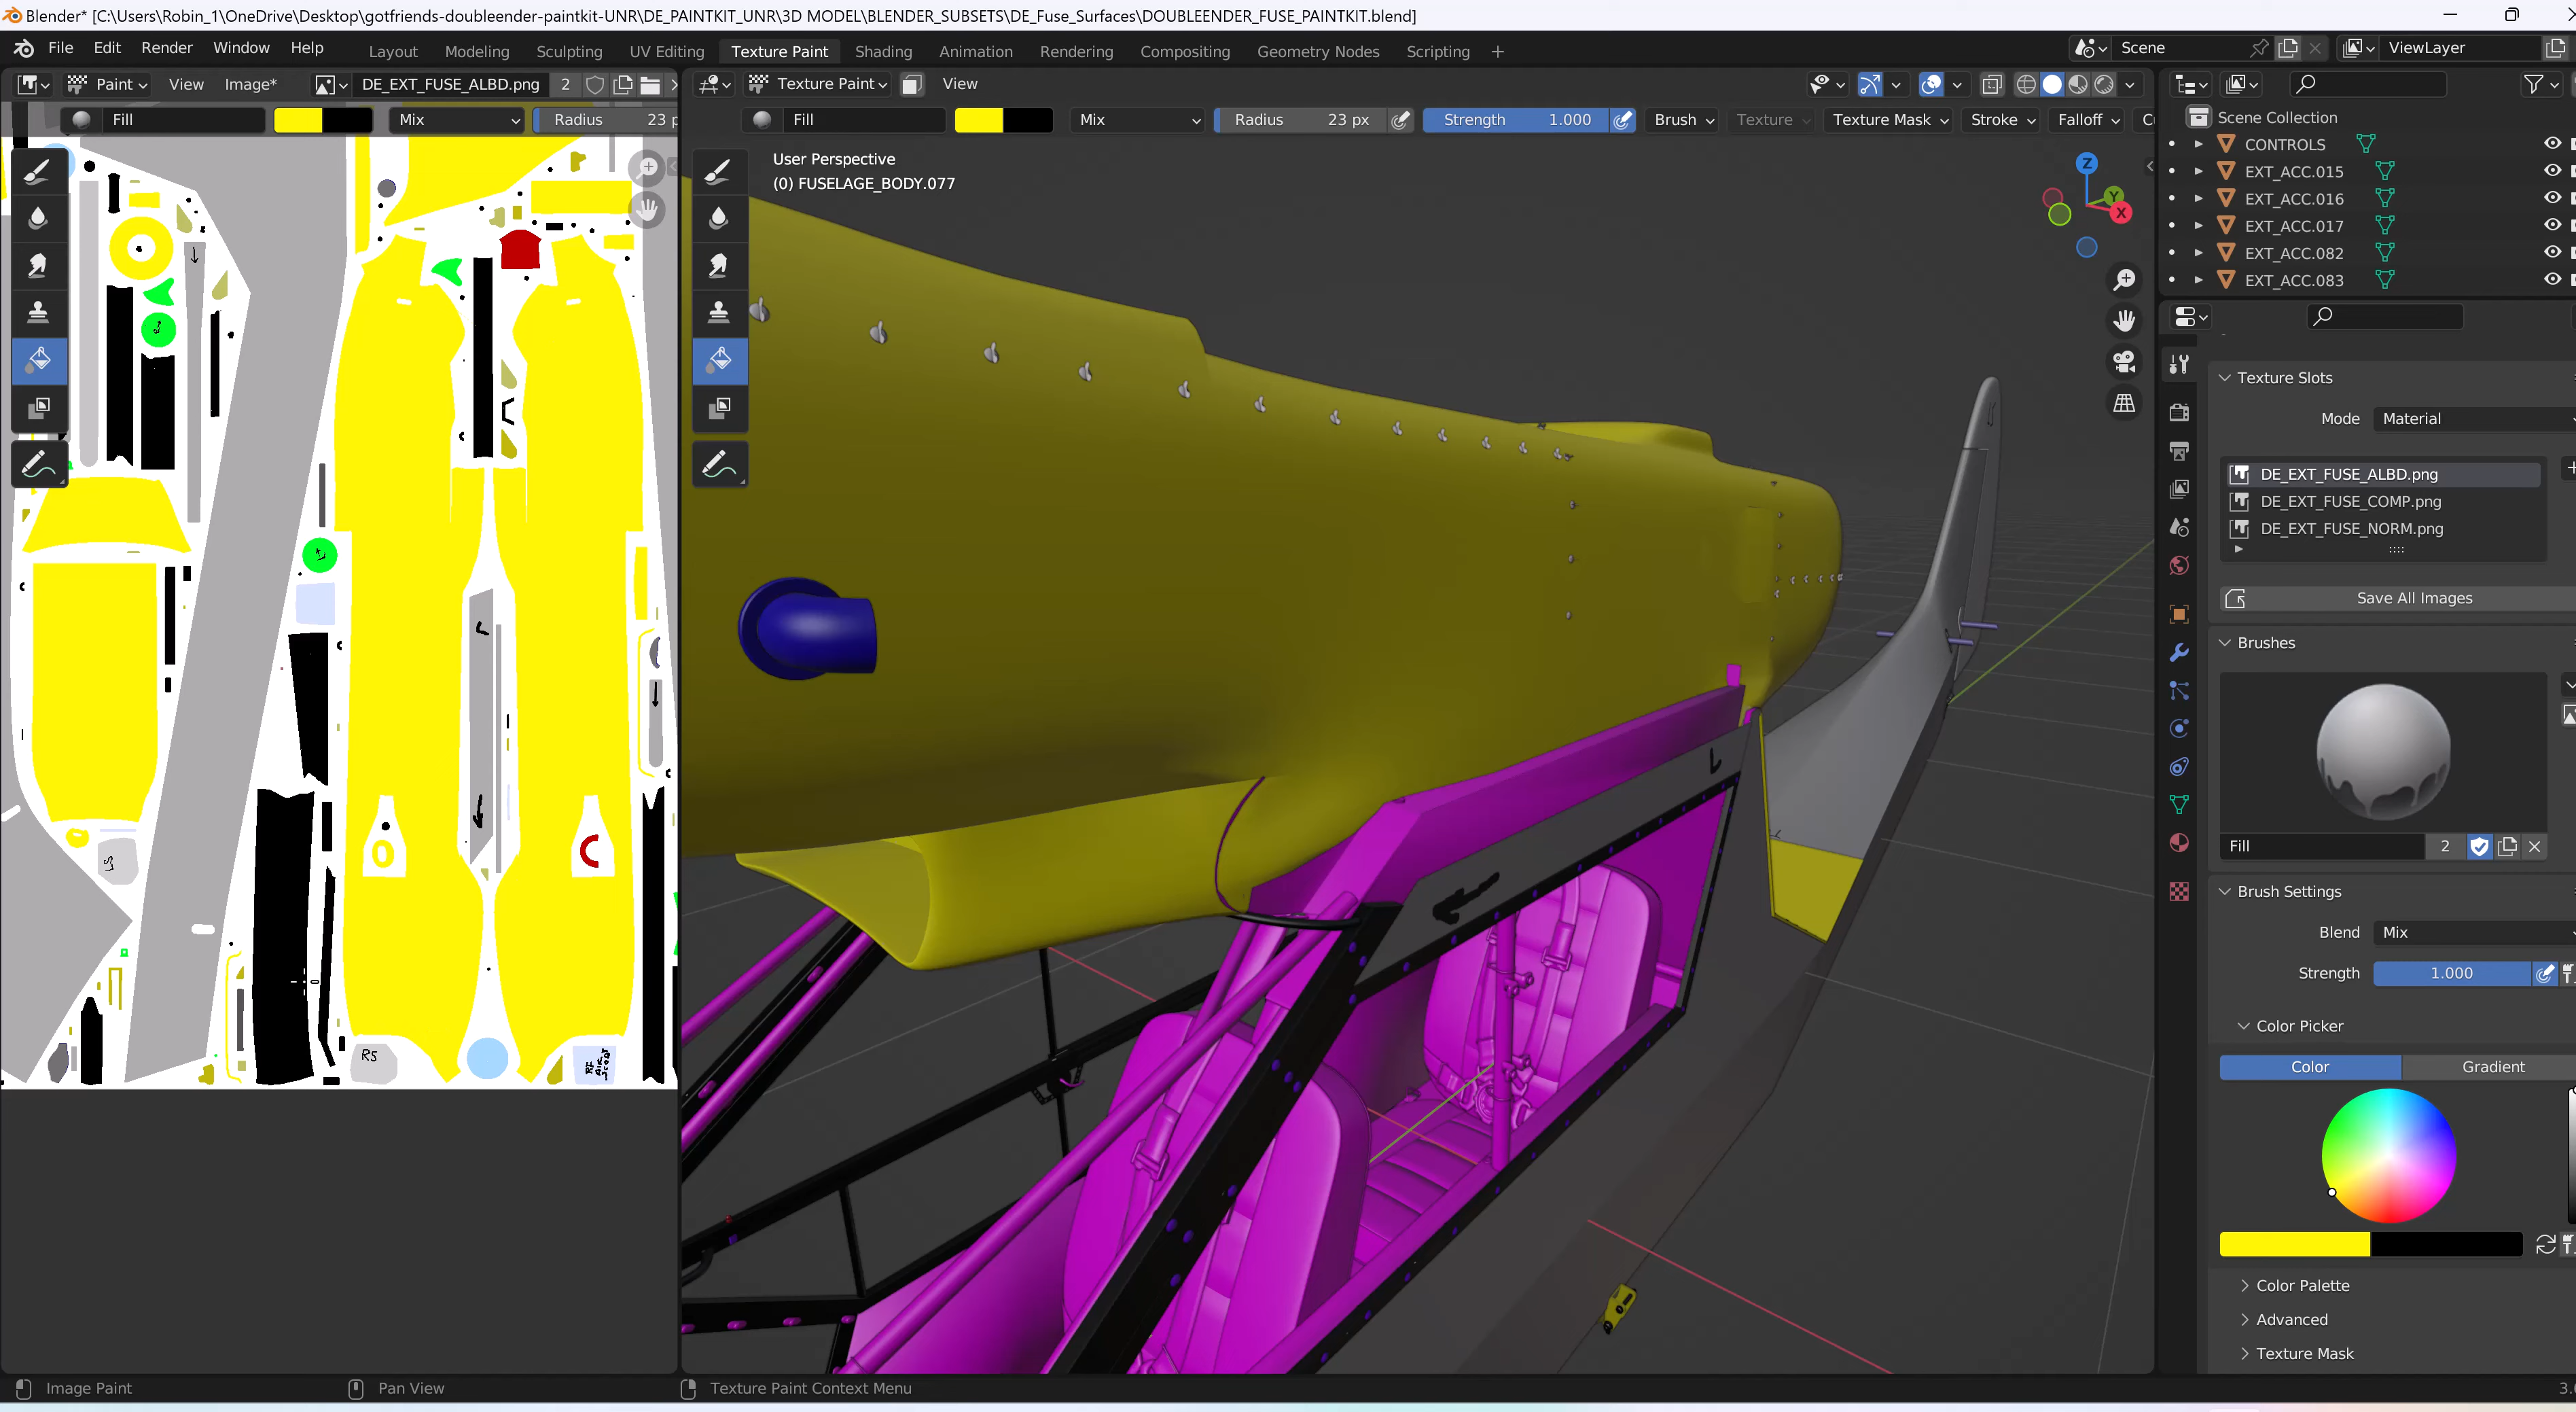 Blender* [C:\Users\Robin_1\OneDrive\Desktop\gotfriends-doubleender-paintkit-UNR\DE_PAINTKIT_UNR\3D MODEL\BLENDER_SUBSETS\DE_Fuse_Surfaces\DOUBLEENDER_FUSE_PAINTKIT.blend]
File Edit Render Window Help Layout Modeling Sculpting UV Editing Texture Paint Shading Animation Rendering Compositing Geometry Nodes Scripting + Scene ViewLayer
Paint View Image* DE_EXT_FUSE_ALBD.png 2 Texture Paint View
Fill Mix Radius 23 p Fill Mix Radius 23 px Strength 1.000 Brush Texture Texture Mask Stroke Falloff
User Perspective
(0) FUSELAGE_BODY.077
Z
Y
X
Scene Collection
CONTROLS
EXT_ACC.015
EXT_ACC.016
EXT_ACC.017
EXT_ACC.082
EXT_ACC.083
Texture Slots
Mode Material
DE_EXT_FUSE_ALBD.png
DE_EXT_FUSE_COMP.png
DE_EXT_FUSE_NORM.png
Save All Images
Brushes
Fill 2
Brush Settings
Blend Mix
Strength 1.000
Color Picker
Color Gradient
Color Palette
Advanced
Texture Mask
L
RS
Image Paint Pan View Texture Paint Context Menu